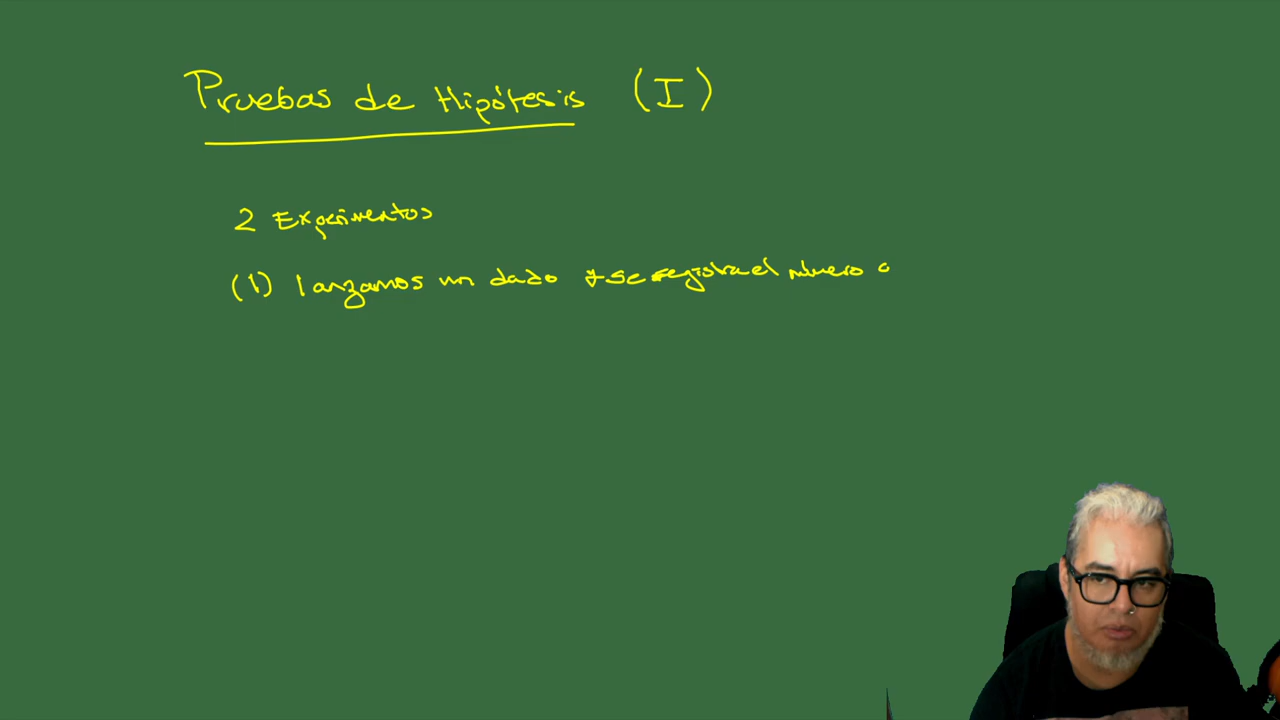 Pruebas de Hipótesis (I)
2 Experimentos
(1) lanzamos un dado y se registra el número o